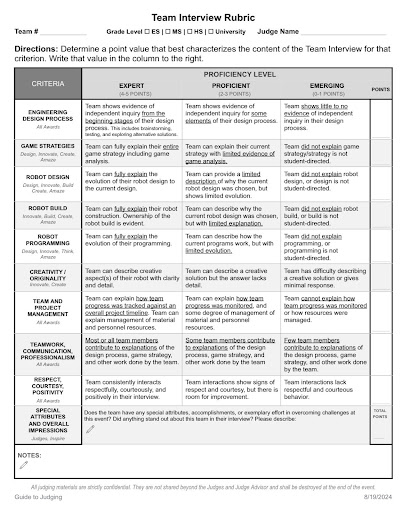 Team Interview Rubric
Team # Grade Level ☐ ES | ☐ MS | ☐ HS | ☐ University Judge Name
Directions: Determine a point value that best characterizes the content of the Team Interview for that
criterion. Write that value in the column to the right.
CRITERIA
PROFICIENCY LEVEL
POINTS
EXPERT
(4-5 POINTS)
PROFICIENT
(2-3 POINTS)
EMERGING
(0-1 POINTS)
ENGINEERING
DESIGN PROCESS
All Awards
Team shows evidence of
independent inquiry from the
beginning stages of their design
process. This includes brainstorming,
testing, and exploring alternative solutions.
Team shows evidence of
independent inquiry for some
elements of their design process.
Team shows little to no
evidence of independent
inquiry in their design
process.
GAME STRATEGIES
Design, Innovate, Create,
Amaze
Team can fully explain their entire
game strategy including game
analysis.
Team can explain their current
strategy with limited evidence of
game analysis.
Team did not explain game
strategy/strategy is not
student-directed.
ROBOT DESIGN
Design, Innovate, Build
Create, Amaze
Team can fully explain the
evolution of their robot design to
the current design.
Team can provide a limited
description of why the current
robot design was chosen, but
shows limited evolution.
Team did not explain robot
design, or design is not
student-directed.
ROBOT BUILD
Innovate, Build, Create,
Amaze
Team can fully explain their robot
construction. Ownership of the
robot build is evident.
Team can describe why the
current robot design was chosen,
but with limited explanation.
Team did not explain robot
build, or build is not
student-directed.
ROBOT
PROGRAMMING
Design, Innovate, Think,
Amaze
Team can fully explain the
evolution of their programming.
Team can describe how the
current programs work, but with
limited evolution.
Team did not explain
programming, or
programming is not
student-directed.
CREATIVITY /
ORIGINALITY
Innovate, Create
Team can describe creative
aspect(s) of their robot with clarity
and detail.
Team can describe a creative
solution but the answer lacks
detail.
Team has difficulty describing
a creative solution or gives
minimal response.
TEAM AND
PROJECT
MANAGEMENT
All Awards
Team can explain how team
progress was tracked against an
overall project timeline. Team can
explain management of material
and personnel resources.
Team can explain how team
progress was monitored, and
some degree of management of
material and personnel
resources.
Team cannot explain how
team progress was monitored
or how resources were
managed.
TEAMWORK,
COMMUNICATION,
PROFESSIONALISM
All Awards
Most or all team members
contribute to explanations of the
design process, game strategy,
and other work done by the team.
Some team members contribute
to explanations of the design
process, game strategy, and
other work done by the team.
Few team members
contribute to explanations of
the design process, game
strategy, and other work done
by the team.
RESPECT,
COURTESY,
POSITIVITY
All Awards
Team consistently interacts
respectfully, courteously, and
positively in their interview.
Team interactions show signs of
respect and courtesy, but there is
room for improvement.
Team interactions lack
respectful and courteous
behavior.
SPECIAL
ATTRIBUTES
AND OVERALL
IMPRESSIONS
Judges, Inspire
Does the team have any special attributes, accomplishments, or exemplary effort in overcoming challenges at
this event? Did anything stand out about this team in their interview? Please describe:
TOTAL
POINTS
NOTES:
All judging materials are strictly confidential. They are not shared beyond the Judges and Judge Advisor and shall be destroyed at the end of the event.
Guide to Judging 8/19/2024